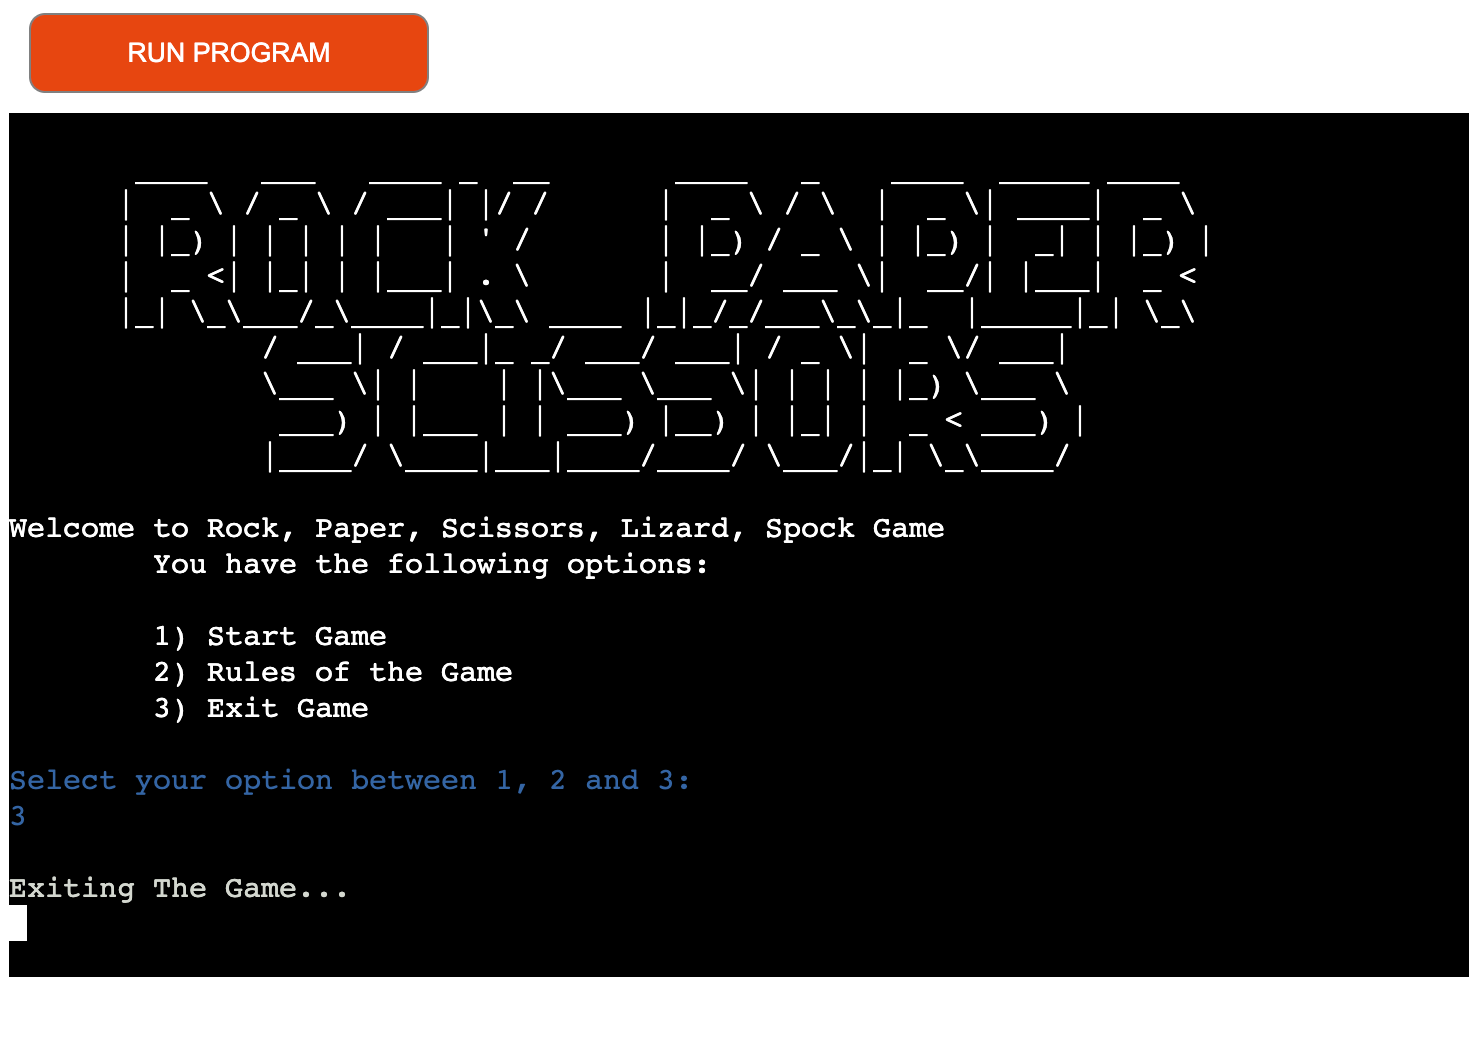 RUN PROGRAM
ROCK PAPER
SCISSORS
Welcome to Rock, Paper, Scissors, Lizard, Spock Game
You have the following options:
1) Start Game
2) Rules of the Game
3) Exit Game
Select your option between 1, 2 and 3:
3
Exiting The Game...